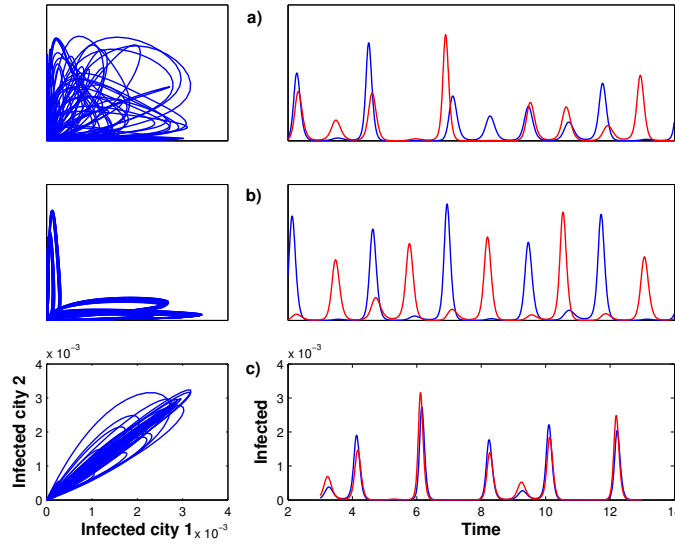 a)
b)
x 10⁻³
c)
x 10⁻³
4
3
2
1
0
Infected city 2
0 1 2 3 4
Infected city 1 x 10⁻³
4
3
2
1
0
Infected
2 4 6 8 10 12 14
Time